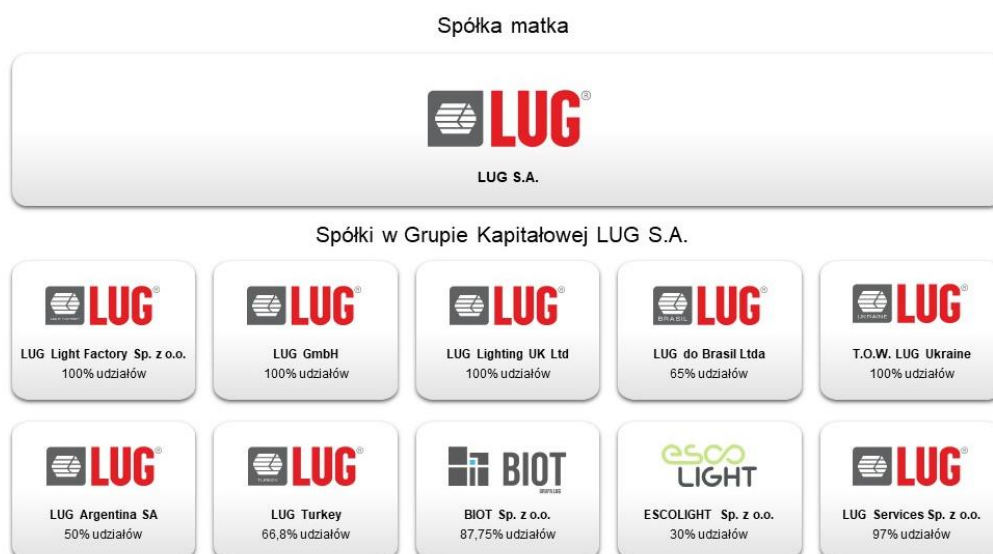 Spółka matka
LUG®
LUG S.A.
Spółki w Grupie Kapitałowej LUG S.A.
LUG®
LUG Light Factory Sp. z o.o.
100% udziałów
LUG®
LUG GmbH
100% udziałów
LUG®
LUG Lighting UK Ltd
100% udziałów
BRASIL
LUG®
LUG do Brasil Ltda
65% udziałów
UKRAINE
LUG®
T.O.W. LUG Ukraine
100% udziałów
LUG®
LUG Argentina SA
50% udziałów
TURKEY
LUG®
LUG Turkey
66,8% udziałów
BIOT
BIOT Sp. z o.o.
87,75% udziałów
esco
LIGHT
ESCOLIGHT Sp. z o.o.
30% udziałów
LUG®
LUG Services Sp. z o.o.
97% udziałów